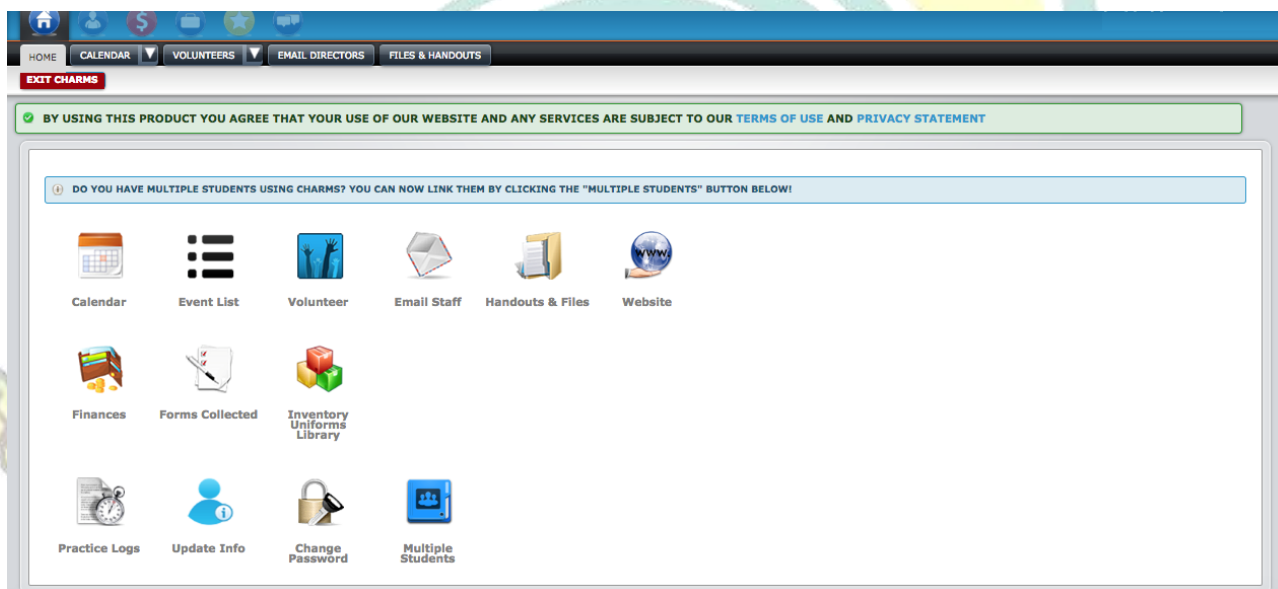 HOME CALENDAR VOLUNTEERS EMAIL DIRECTORS FILES & HANDOUTS
EXIT CHARMS
BY USING THIS PRODUCT YOU AGREE THAT YOUR USE OF OUR WEBSITE AND ANY SERVICES ARE SUBJECT TO OUR TERMS OF USE AND PRIVACY STATEMENT
DO YOU HAVE MULTIPLE STUDENTS USING CHARMS? YOU CAN NOW LINK THEM BY CLICKING THE "MULTIPLE STUDENTS" BUTTON BELOW!
www
Calendar Event List Volunteer Email Staff Handouts & Files Website
Finances Forms Collected Inventory
Uniforms
Library
Practice Logs Update Info Change Multiple
Password Students